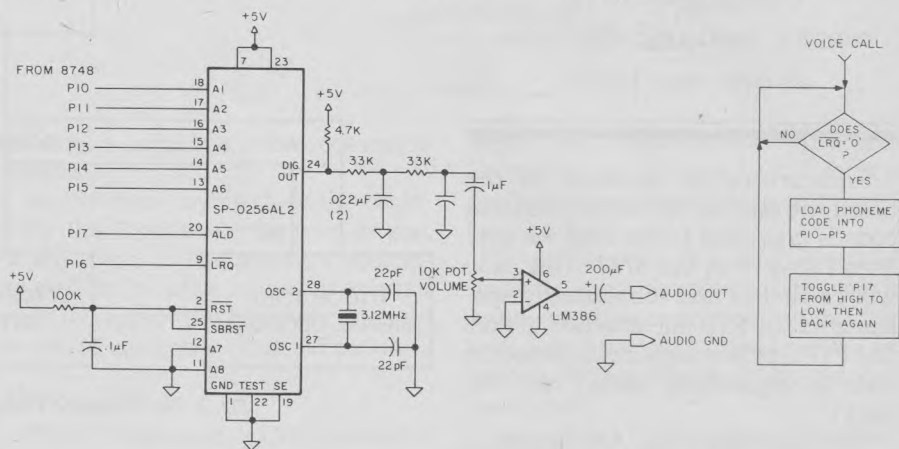 +5V
7 23
FROM 8748
P10 18 A1
P11 17 A2
P12 16 A3
P13 15 A4
P14 14 A5
P15 13 A6
SP-0256AL2
P17 20 ALD
P16 9 LRQ
+5V
100K
2 RST
25 SBRST
.1µF
12 A7
11 A8
GND TEST SE
1 22 19
+5V
4.7K
DIG. OUT 24
33K 33K
.022µF
(2)
1µF
OSC 2 28
22pF
3.12MHz
OSC 1 27
22pF
10K POT
VOLUME
+5V
3 + 6
2 – 5
4
LM386
200µF
+
AUDIO OUT
AUDIO GND
VOICE CALL
DOES
LRQ='0'
?
NO
YES
LOAD PHONEME
CODE INTO
P10-P15
TOGGLE P17
FROM HIGH TO
LOW THEN
BACK AGAIN